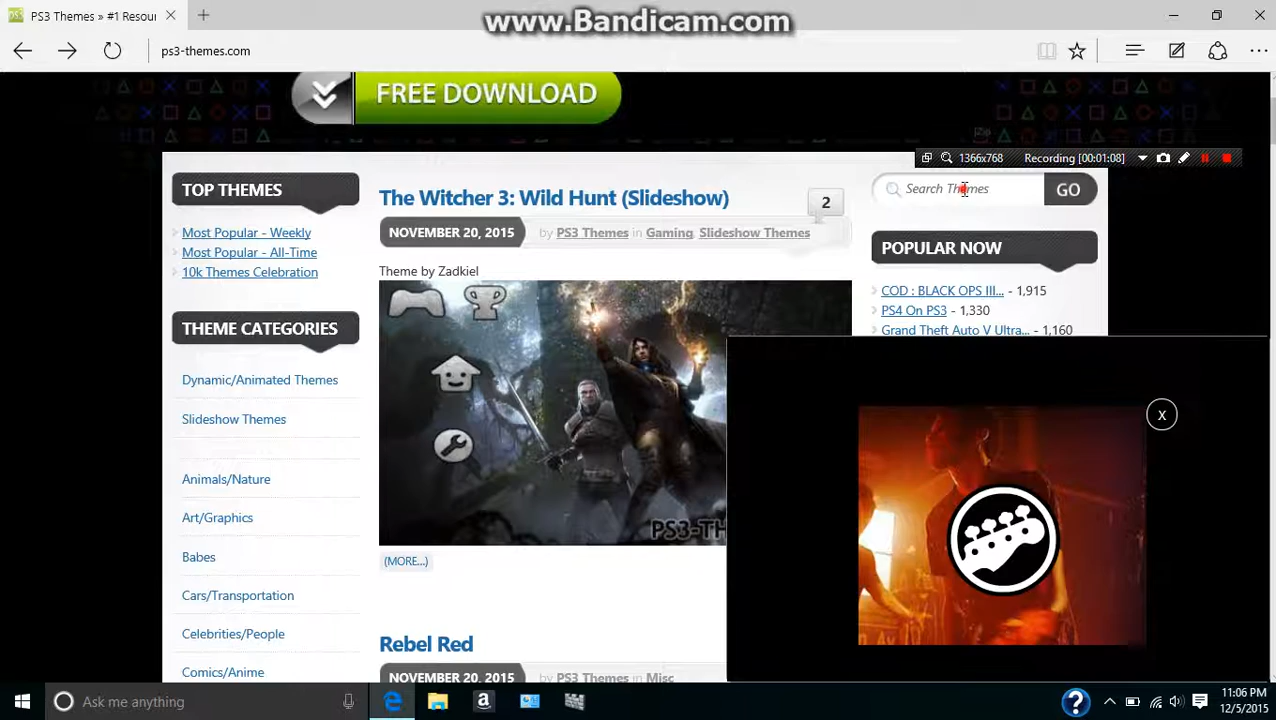 www.Bandicam.com
PS3 Themes » #1 Resour
ps3-themes.com
FREE DOWNLOAD
1366x768 Recording [00:01:08]
TOP THEMES
Most Popular - Weekly
Most Popular - All-Time
10k Themes Celebration
THEME CATEGORIES
Dynamic/Animated Themes
Slideshow Themes
Animals/Nature
Art/Graphics
Babes
Cars/Transportation
Celebrities/People
Comics/Anime
The Witcher 3: Wild Hunt (Slideshow)
2
NOVEMBER 20, 2015 by PS3 Themes in Gaming, Slideshow Themes
Theme by Zadkiel
PS3-TH
(MORE...)
Rebel Red
NOVEMBER 20, 2015 by PS3 Themes in Misc
Search Themes GO
POPULAR NOW
COD : BLACK OPS III... - 1,915
PS4 On PS3 - 1,330
Grand Theft Auto V Ultra... - 1,160
X
Ask me anything
11:06 PM
12/5/2015